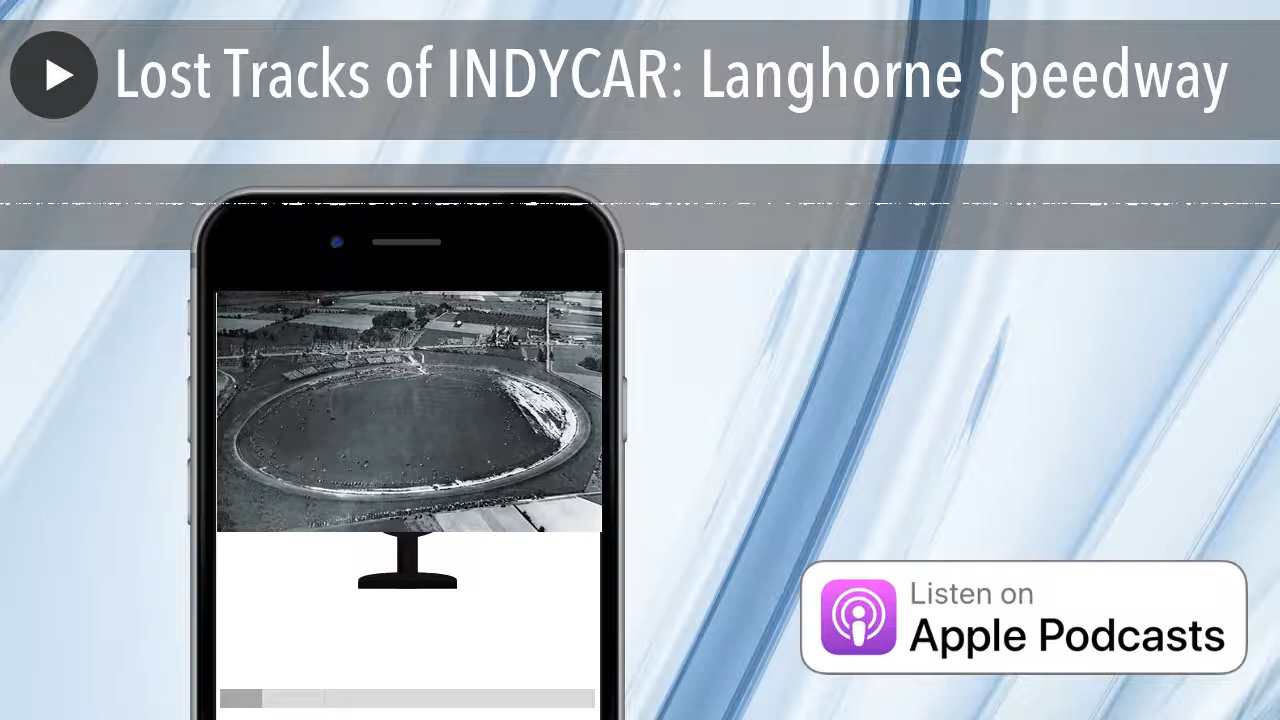 Lost Tracks of INDYCAR: Langhorne Speedway
Listen on
Apple Podcasts